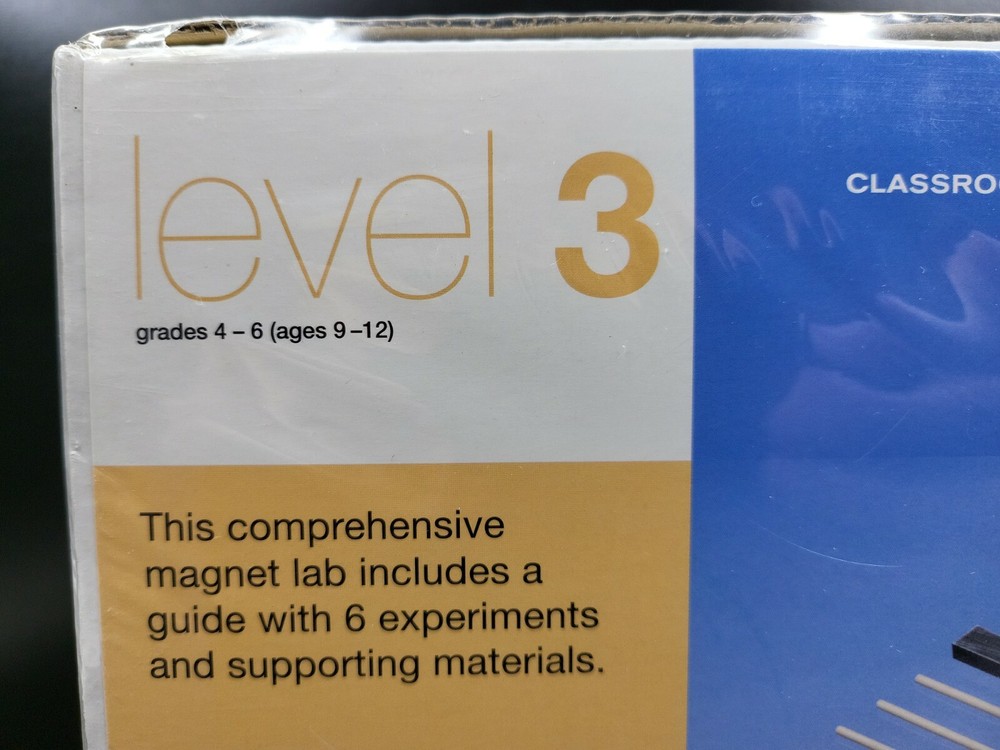 level 3
grades 4 – 6 (ages 9 –12)
This comprehensive
magnet lab includes a
guide with 6 experiments
and supporting materials.
CLASSRO